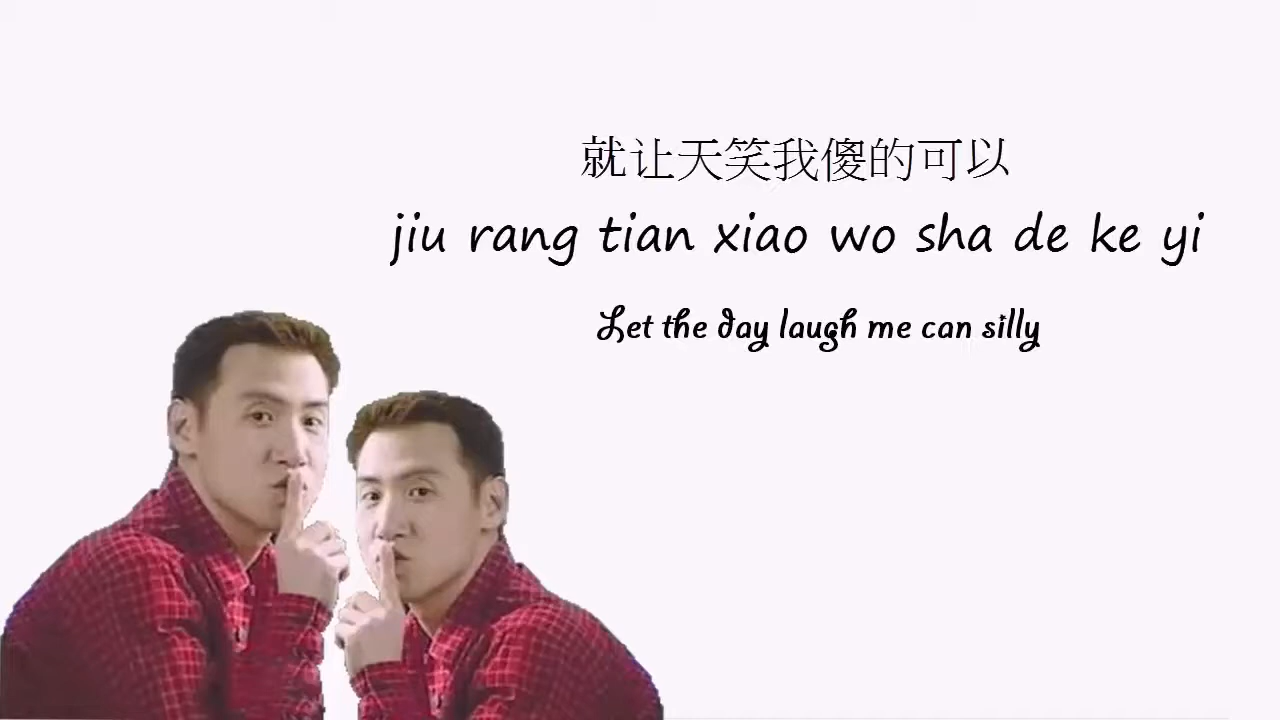 就让天笑我傻的可以
jiu rang tian xiao wo sha de ke yi
Let the day laugh me can silly